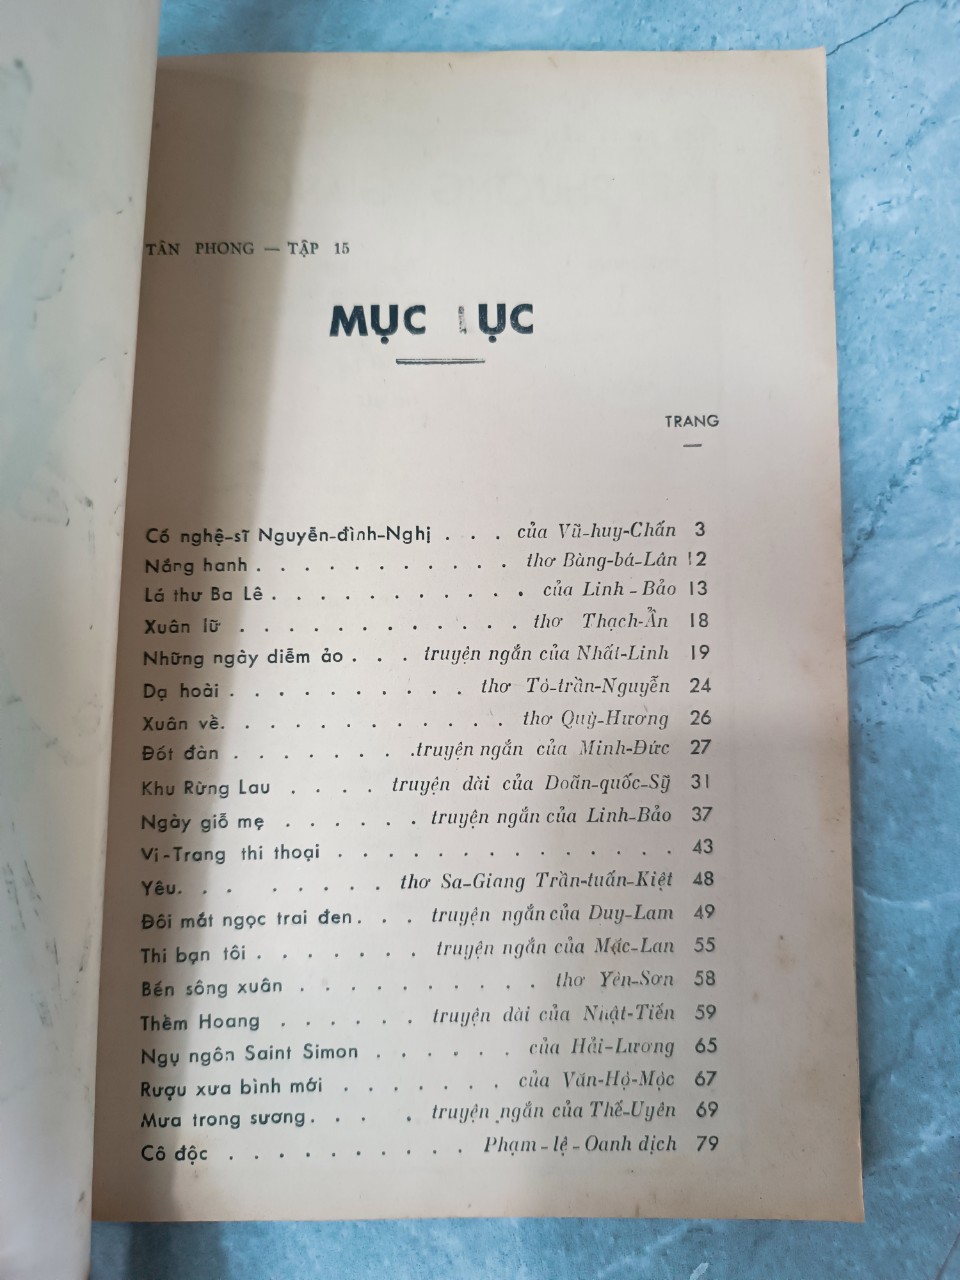 TÂN PHONG — TẬP 15
MỤC LỤC
TRANG
Cố nghệ-sĩ Nguyễn-đình-Nghị . . . của Vũ-huy-Chấn 3
Nắng hanh . . . . . . . . . . . thơ Bàng-bá-Lân 12
Lá thư Ba Lê . . . . . . . . . . . của Linh-Bảo 13
Xuân lữ . . . . . . . . . . . . thơ Thạch-Ẩn 18
Những ngày diễm ảo . . . truyện ngắn của Nhất-Linh 19
Dạ hoài . . . . . . . . . . . thơ Tô-trần-Nguyễn 24
Xuân về . . . . . . . . . . . . thơ Quỳ-Hương 26
Đốt đàn . . . . . . . truyện ngắn của Minh-Đức 27
Khu Rừng Lau . . . . truyện dài của Doãn-quốc-Sỹ 31
Ngày giỗ mẹ . . . . . . truyện ngắn của Linh-Bảo 37
Vi-Trang thi thoại . . . . . . . . . . . . . . 43
Yêu. . . . . . . . thơ Sa-Giang Trần-tuấn-Kiệt 48
Đôi mắt ngọc trai đen . . . truyện ngắn của Duy-Lam 49
Thi bạn tôi . . . . . . . truyện ngắn của Mặc-Lan 55
Bến sông xuân . . . . . . . . . . thơ Yên-Sơn 58
Thềm Hoang . . . . . . truyện dài của Nhật-Tiến 59
Ngụ ngôn Saint Simon . . . . . . của Hải-Lương 65
Rượu xưa bình mới . . . . . . . của Văn-Hộ-Mộc 67
Mưa trong sương . . . . truyện ngắn của Thế-Uyên 69
Cô độc . . . . . . . . . . Phạm-lệ-Oanh dịch 79